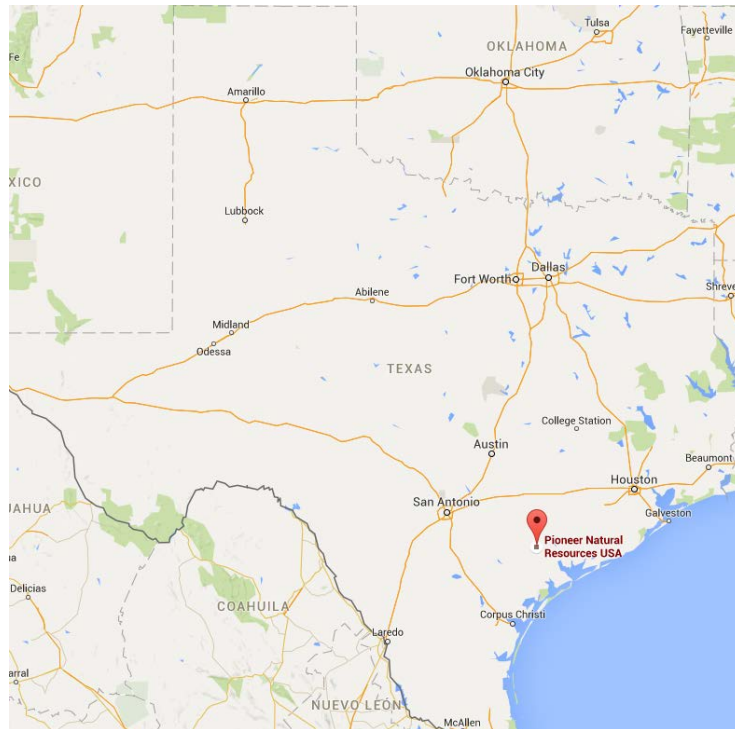 Tulsa
Fayetteville
OKLAHOMA
Fe
Oklahoma City
Amarillo
XICO
Lubbock
Dallas
Fort Worth
Abilene
Shreve
Midland
Odessa
TEXAS
College Station
Austin
Beaumont
Houston
San Antonio
AHUA
Galveston
Pioneer Natural
Resources USA
Delicias
COAHUILA
Corpus Christi
Laredo
arral
NUEVO LEÓN
McAllen